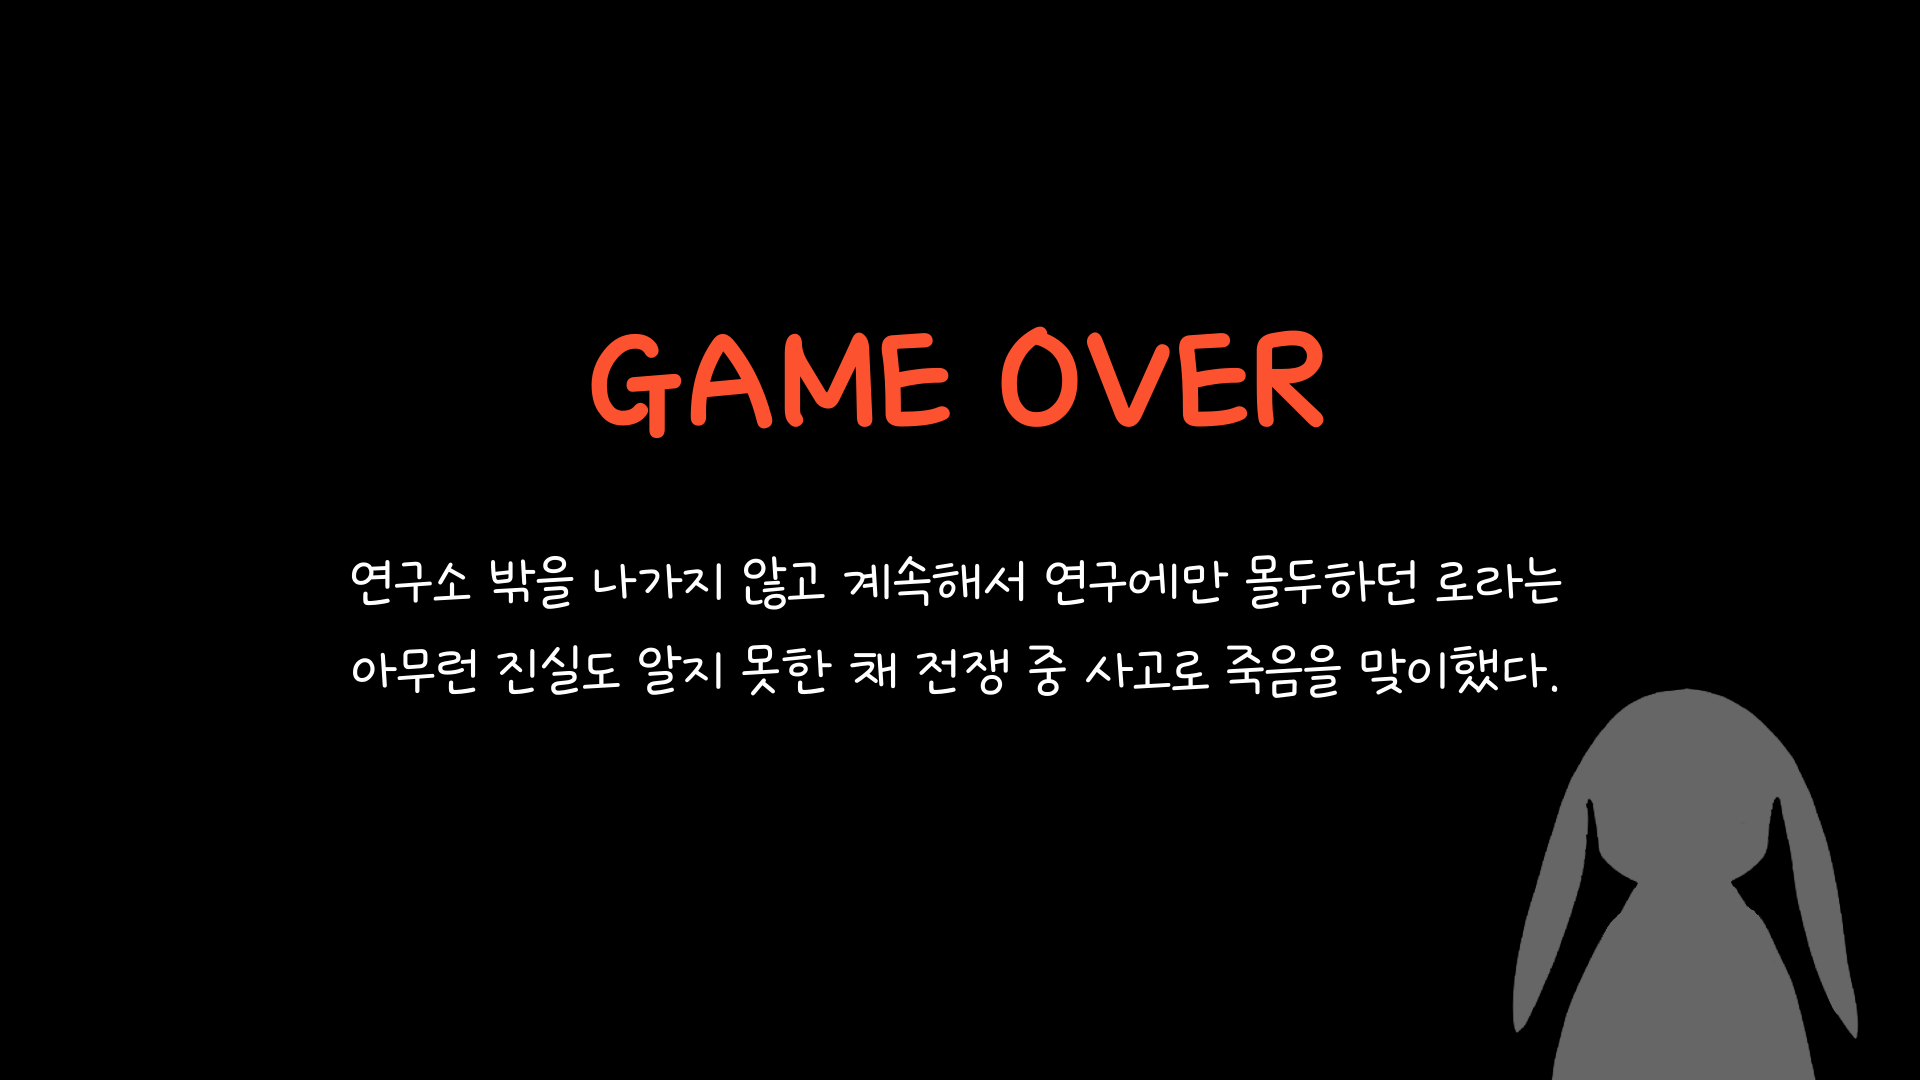 GAME OVER
연구소 밖을 나가지 않고 계속해서 연구에만 몰두하던 로라는
아무런 진실도 알지 못한 채 전쟁 중 사고로 죽음을 맞이했다.